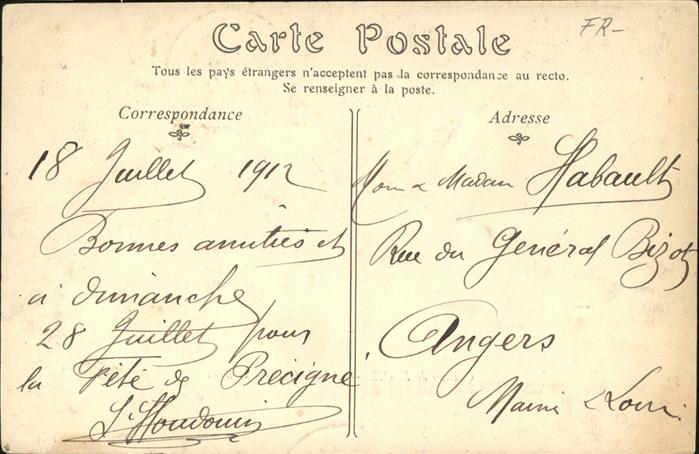 FR-
Carte Postale
Tous les pays étrangers n'acceptent pas la correspondance au recto.
Se renseigner à la poste.
Correspondance
18 Juillet 1912
Bonnes amitiés et
à dimanche
28 Juillet pour
la Fête de Précigné
Houdouin
Adresse
Madam Habault
Rue du Général Bizot
Angers
Maine & Loire